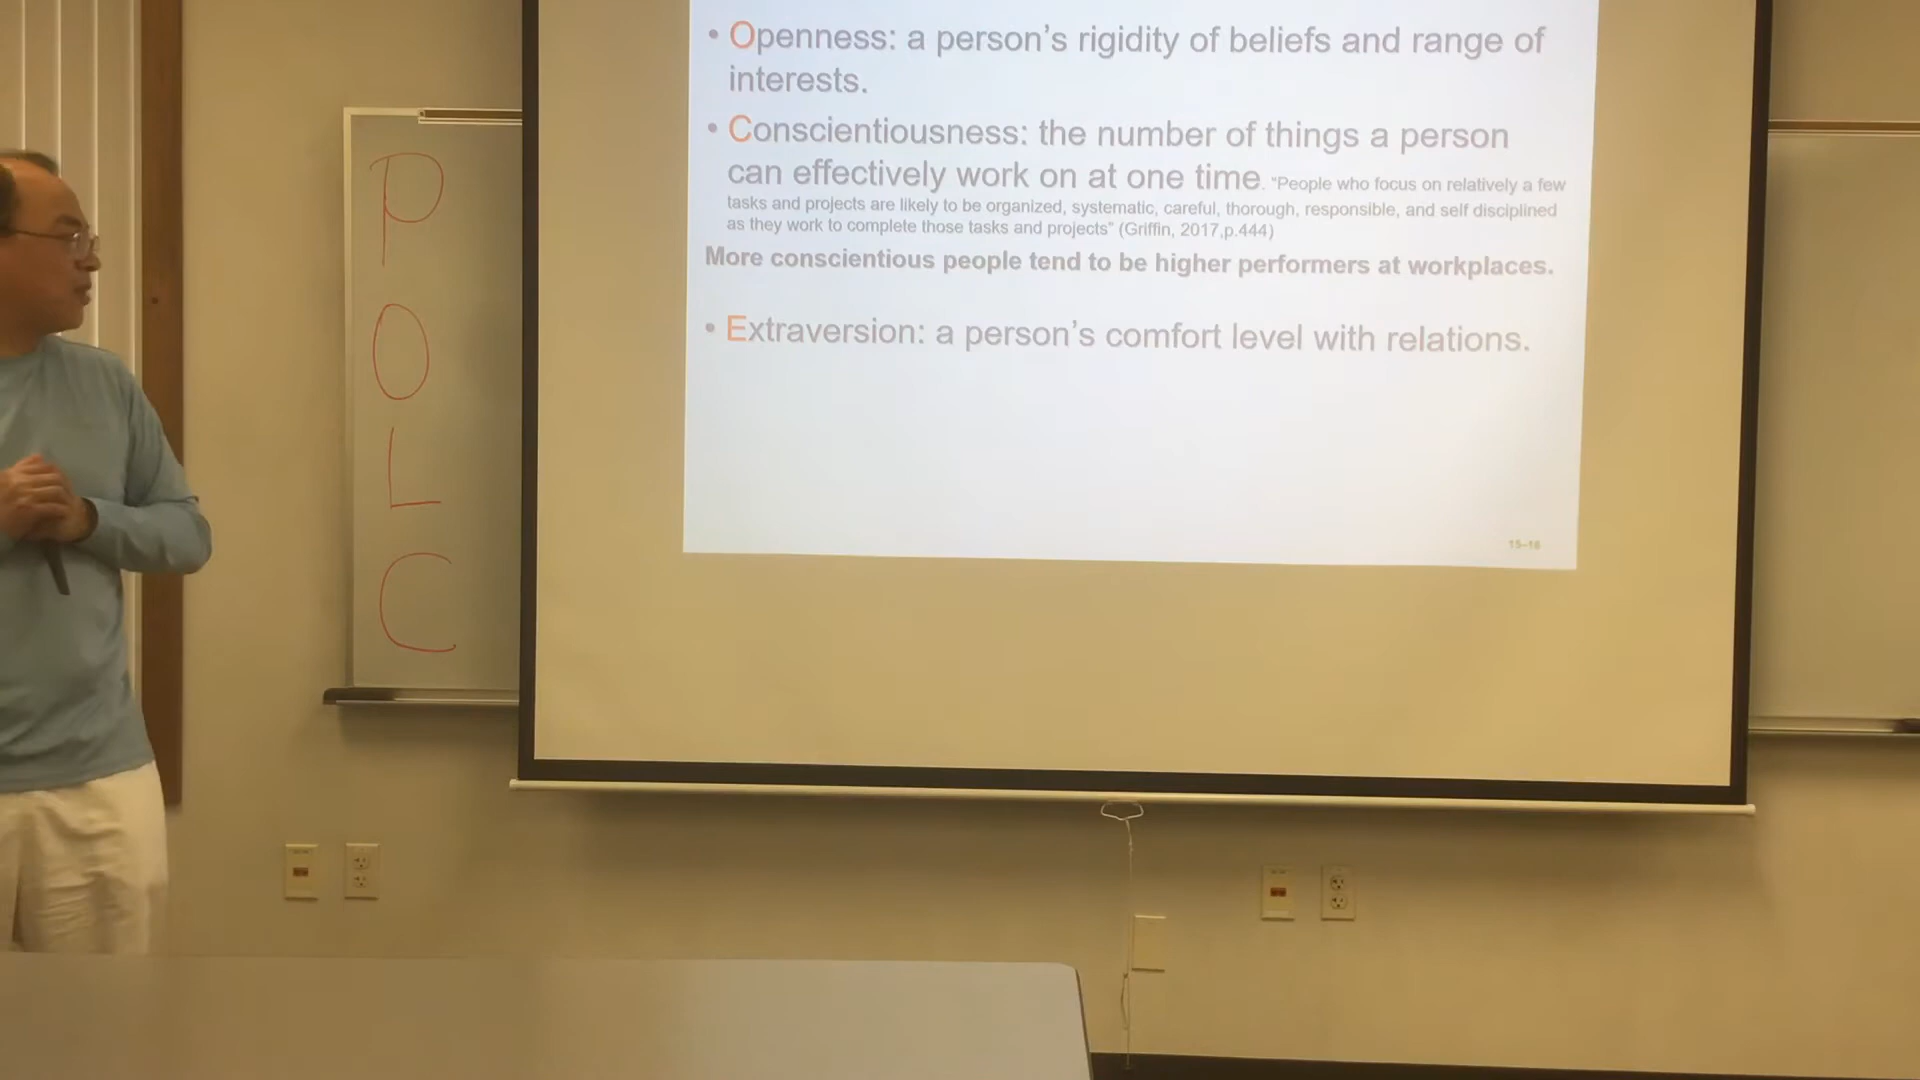 • Openness: a person's rigidity of beliefs and range of
interests.
• Conscientiousness: the number of things a person
can effectively work on at one time. “People who focus on relatively a few
tasks and projects are likely to be organized, systematic, careful, thorough, responsible, and self disciplined
as they work to complete those tasks and projects” (Griffin, 2017,p.444)
More conscientious people tend to be higher performers at workplaces.
• Extraversion: a person's comfort level with relations.
15–16
P
O
L
C